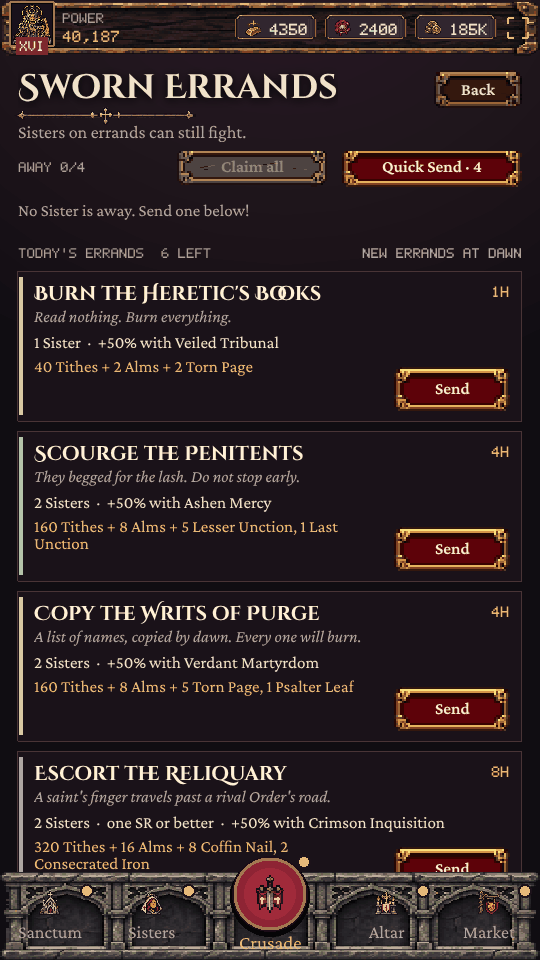 POWER
40,187
XVI
4350
2400
185K
Sworn Errands
Back
Sisters on errands can still fight.
AWAY 0/4
Claim all
Quick Send · 4
No Sister is away. Send one below!
TODAY'S ERRANDS 6 LEFT
NEW ERRANDS AT DAWN
Burn the Heretic's Books
1H
Read nothing. Burn everything.
1 Sister · +50% with Veiled Tribunal
40 Tithes + 2 Alms + 2 Torn Page
Send
Scourge the Penitents
4H
They begged for the lash. Do not stop early.
2 Sisters · +50% with Ashen Mercy
160 Tithes + 8 Alms + 5 Lesser Unction, 1 Last
Unction
Send
Copy the Writs of Purge
4H
A list of names, copied by dawn. Every one will burn.
2 Sisters · +50% with Verdant Martyrdom
160 Tithes + 8 Alms + 5 Torn Page, 1 Psalter Leaf
Send
Escort the Reliquary
8H
A saint's finger travels past a rival Order's road.
2 Sisters · one SR or better · +50% with Crimson Inquisition
320 Tithes + 16 Alms + 8 Coffin Nail, 2
Consecrated Iron
Send
Sanctum
Sisters
Crusade
Altar
Market